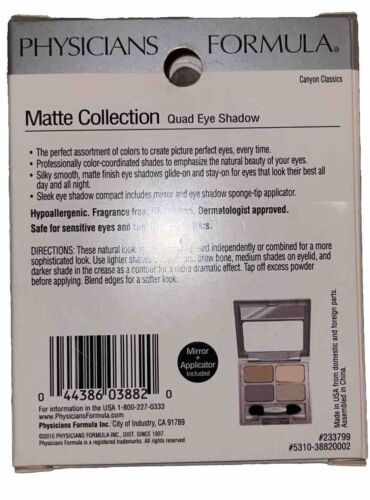 PHYSICIANS FORMULA®
Canyon Classics
Matte Collection Quad Eye Shadow
• The perfect assortment of colors to create picture perfect eyes, every time.
• Professionally color-coordinated shades to emphasize the natural beauty of your eyes.
• Silky smooth, matte finish eye shadows glide-on and stay-on for eyes that look their best all
day and all night.
• Sleek eye shadow compact includes mirror and eye shadow sponge-tip applicator.
Hypoallergenic. Fragrance free. Dermatologist approved.
Safe for sensitive eyes and
DIRECTIONS: These natural look used independently or combined for a more
sophisticated look. Use lighter shades brow bone, medium shades on eyelid, and
darker shade in the crease as a contour for a more dramatic effect. Tap off excess powder
before applying. Blend edges for a softer look.
Mirror
+
Applicator
Included
0 44386 03882 0
For information in the USA 1-800-227-0333
www.PhysiciansFormula.com
Physicians Formula Inc. City of Industry, CA 91789
©2015 PHYSICIANS FORMULA INC., DIST. SINCE 1937.
Physicians Formula is a registered trademark. All rights reserved.
Made in USA from domestic and foreign parts.
Assembled in China.
#233799
#5310-38820002